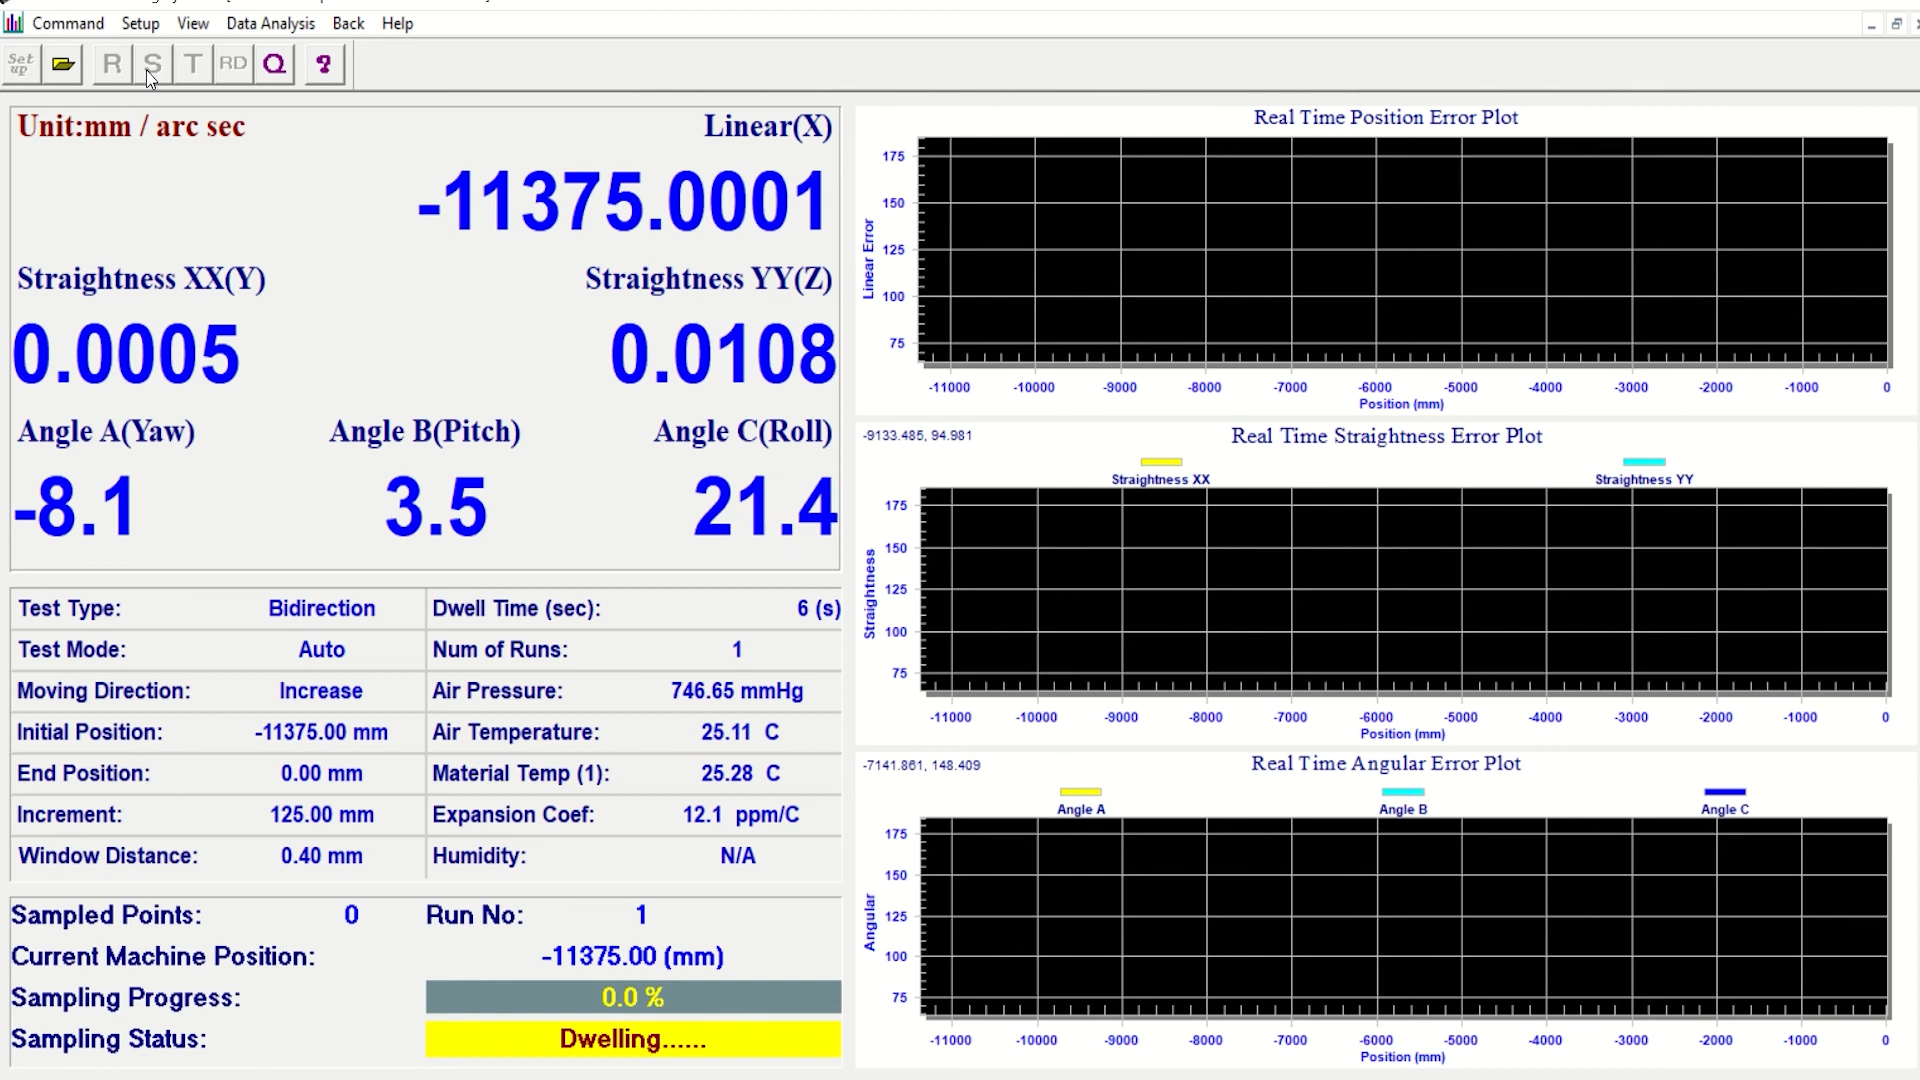 Command Setup View Data Analysis Back Help
Set up R S T RD Q ?
Unit:mm / arc sec Linear(X)
-11375.0001
Straightness XX(Y) Straightness YY(Z)
0.0005 0.0108
Angle A(Yaw) Angle B(Pitch) Angle C(Roll)
-8.1 3.5 21.4
Test Type: Bidirection Dwell Time (sec): 6 (s)
Test Mode: Auto Num of Runs: 1
Moving Direction: Increase Air Pressure: 746.65 mmHg
Initial Position: -11375.00 mm Air Temperature: 25.11 C
End Position: 0.00 mm Material Temp (1): 25.28 C
Increment: 125.00 mm Expansion Coef: 12.1 ppm/C
Window Distance: 0.40 mm Humidity: N/A
Sampled Points: 0 Run No: 1
Current Machine Position: -11375.00 (mm)
Sampling Progress: 0.0 %
Sampling Status: Dwelling......
Real Time Position Error Plot
Linear Error
175
150
125
100
75
-11000 -10000 -9000 -8000 -7000 -6000 -5000 -4000 -3000 -2000 -1000 0
Position (mm)
-9133.485, 94.981 Real Time Straightness Error Plot
Straightness XX Straightness YY
Straightness
175
150
125
100
75
-11000 -10000 -9000 -8000 -7000 -6000 -5000 -4000 -3000 -2000 -1000 0
Position (mm)
-7141.861, 148.409 Real Time Angular Error Plot
Angle A Angle B Angle C
Angular
175
150
125
100
75
-11000 -10000 -9000 -8000 -7000 -6000 -5000 -4000 -3000 -2000 -1000 0
Position (mm)